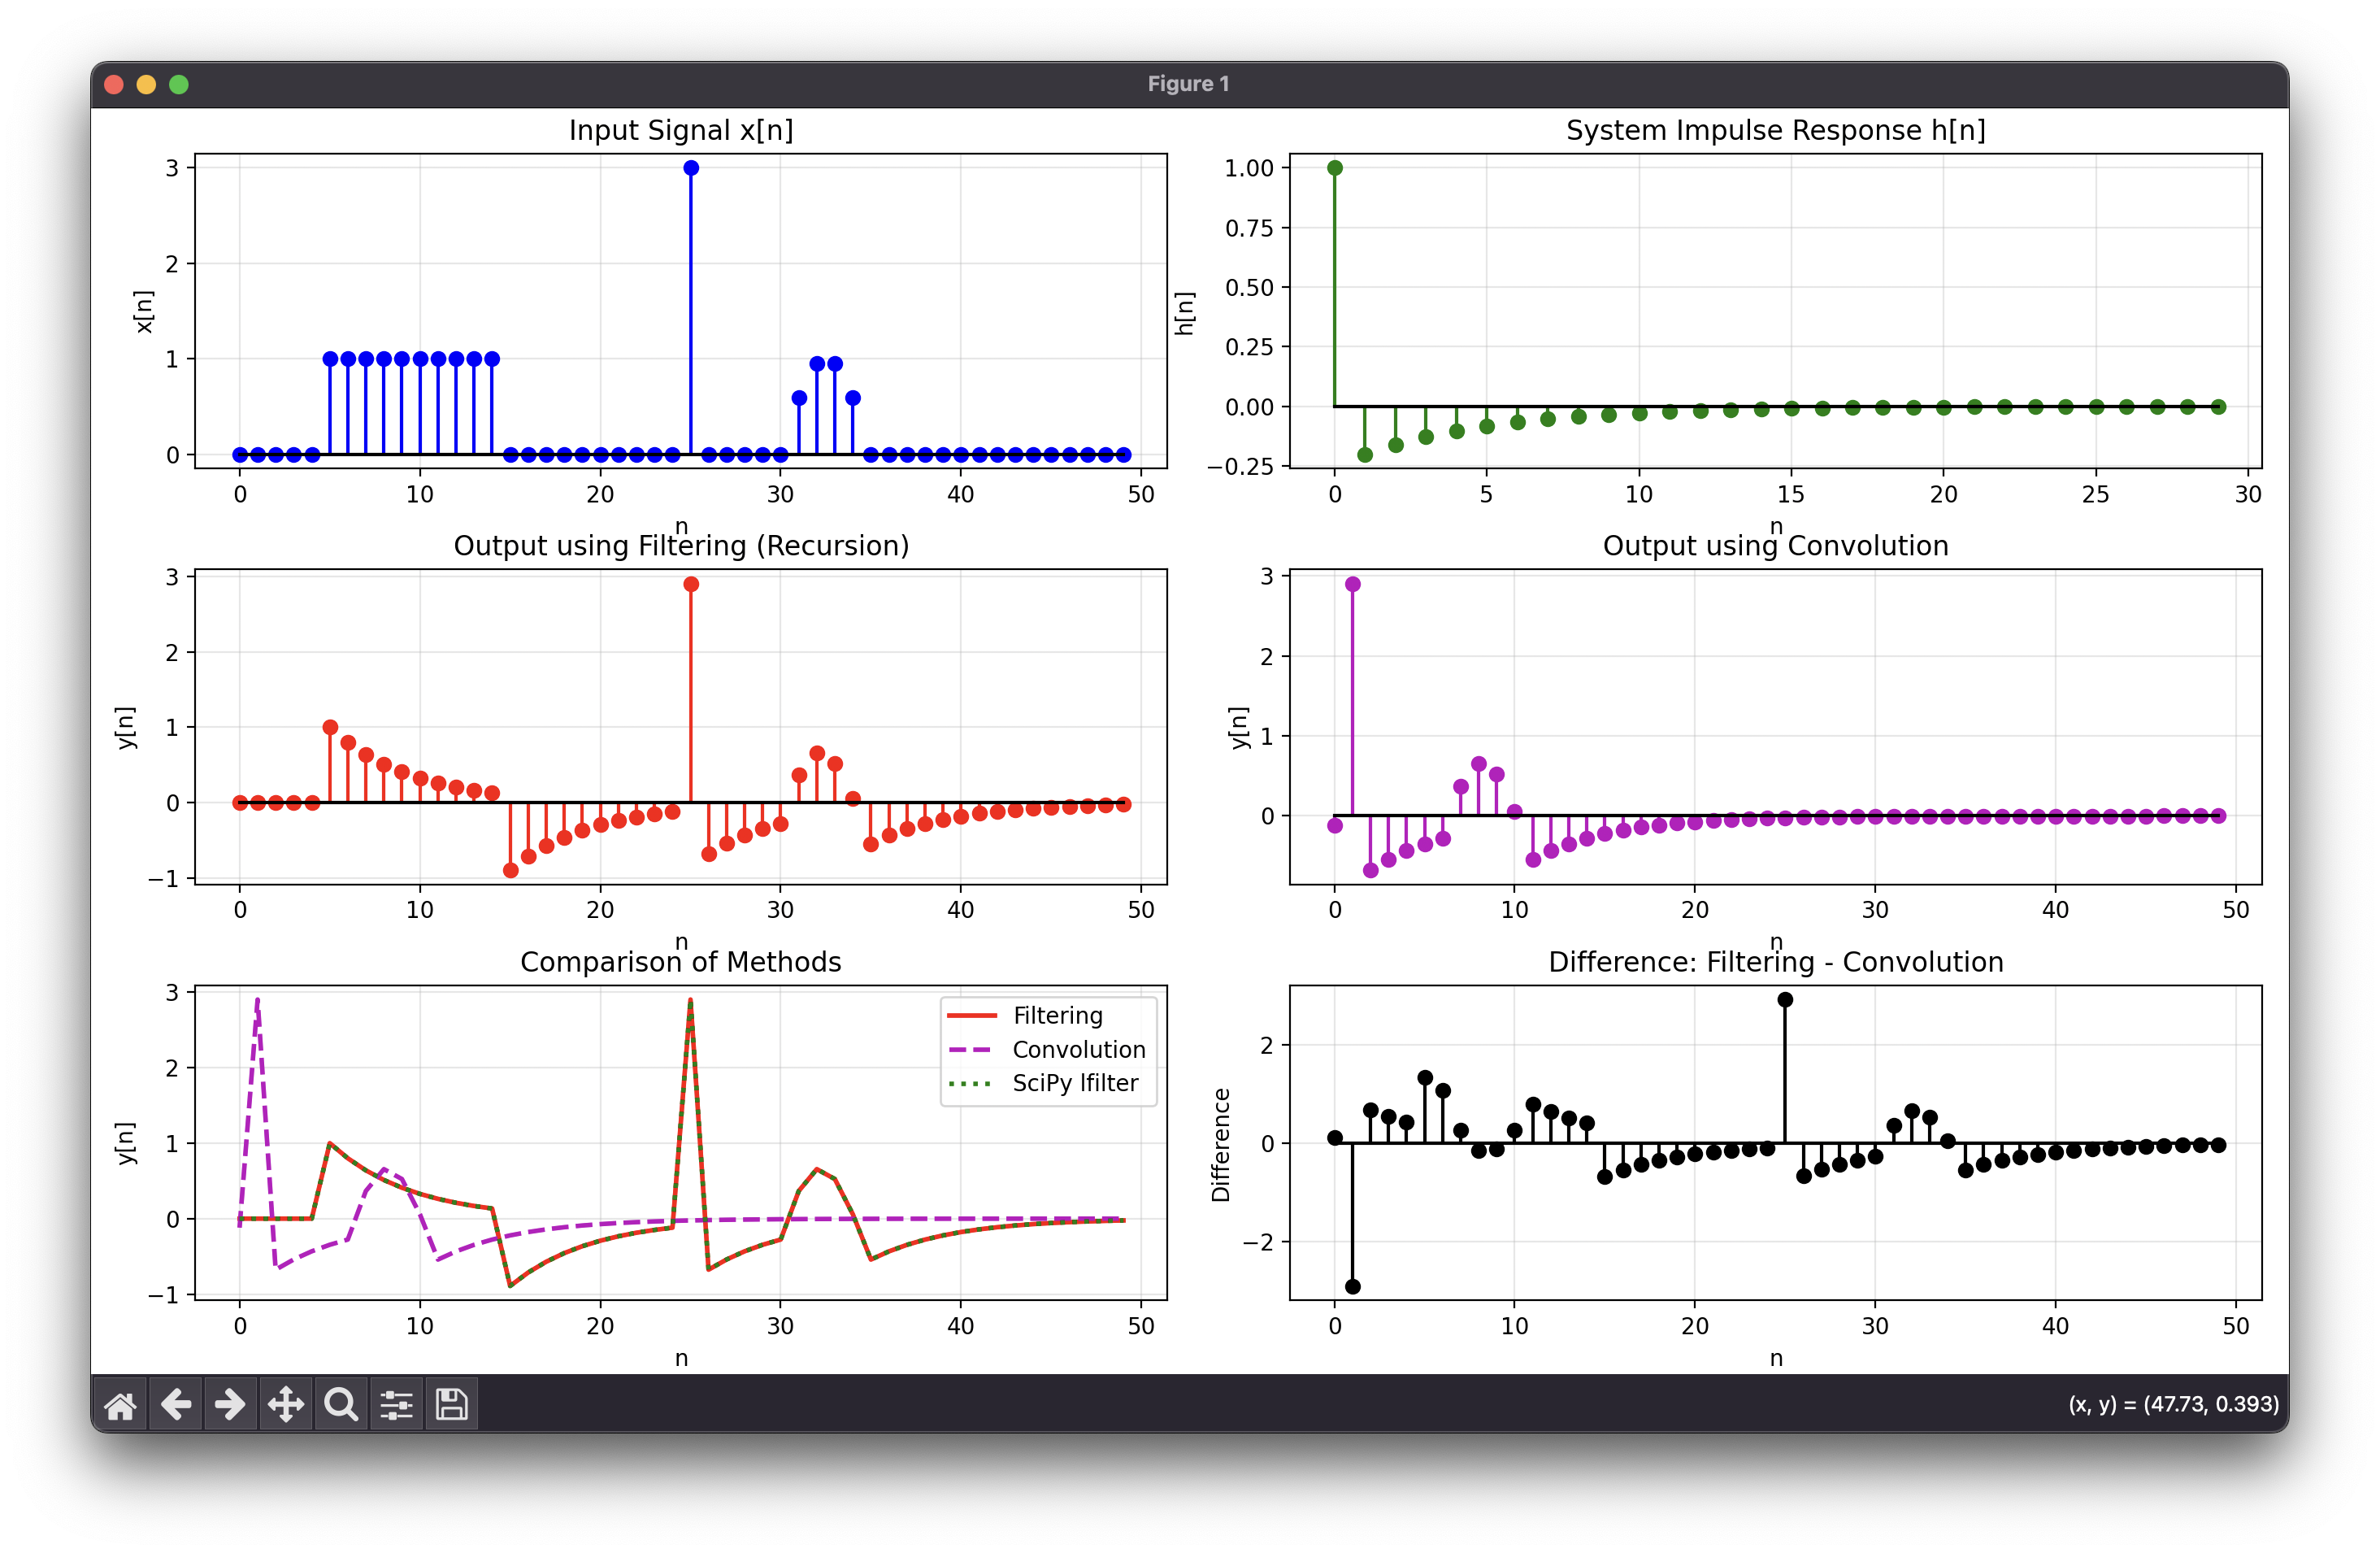 Figure 1
Input Signal x[n]
x[n]
3
2
1
0
0 10 20 30 40 50
n
System Impulse Response h[n]
h[n]
1.00
0.75
0.50
0.25
0.00
−0.25
0 5 10 15 20 25 30
n
Output using Filtering (Recursion)
y[n]
3
2
1
0
−1
0 10 20 30 40 50
n
Output using Convolution
y[n]
3
2
1
0
0 10 20 30 40 50
n
Comparison of Methods
y[n]
3
2
1
0
−1
Filtering
Convolution
SciPy lfilter
0 10 20 30 40 50
n
Difference: Filtering - Convolution
Difference
2
0
−2
0 10 20 30 40 50
n
(x, y) = (47.73, 0.393)